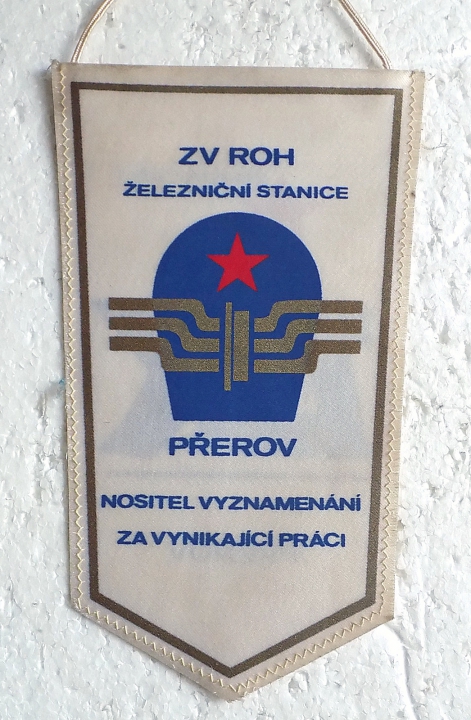 ZV ROH
ŽELEZNIČNÍ STANICE
PŘEROV
NOSITEL VYZNAMENÁNÍ
ZA VYNIKAJÍCÍ PRÁCI